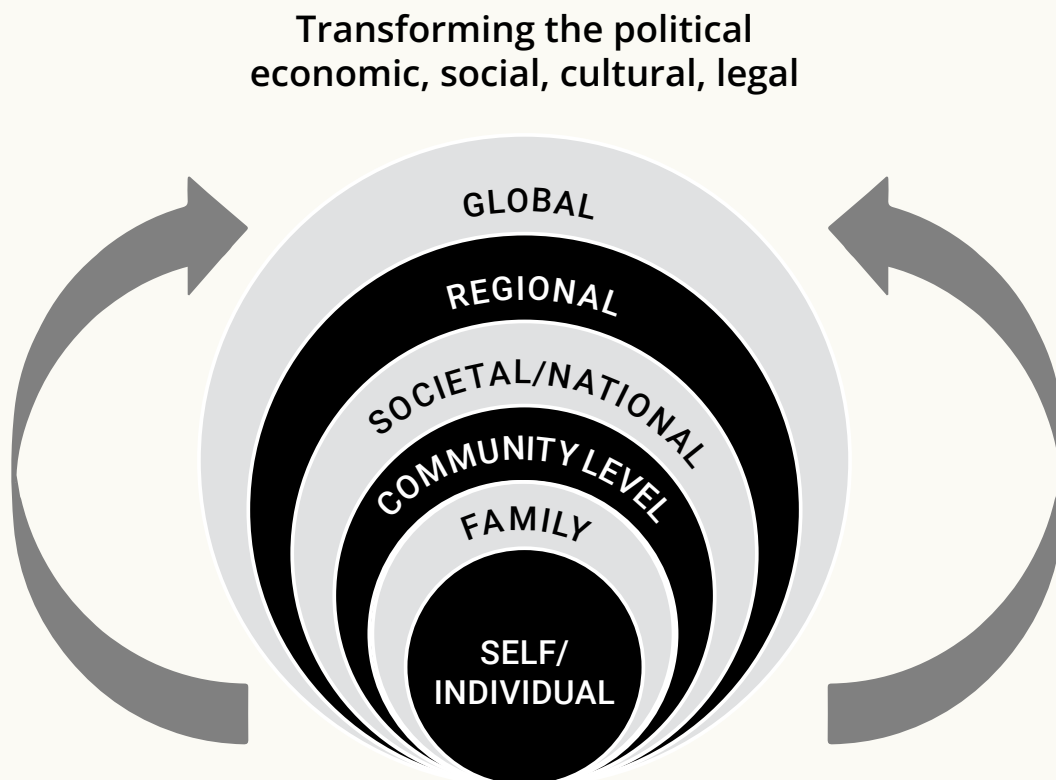 Transforming the political
economic, social, cultural, legal
GLOBAL
REGIONAL
SOCIETAL/NATIONAL
COMMUNITY LEVEL
FAMILY
SELF/
INDIVIDUAL